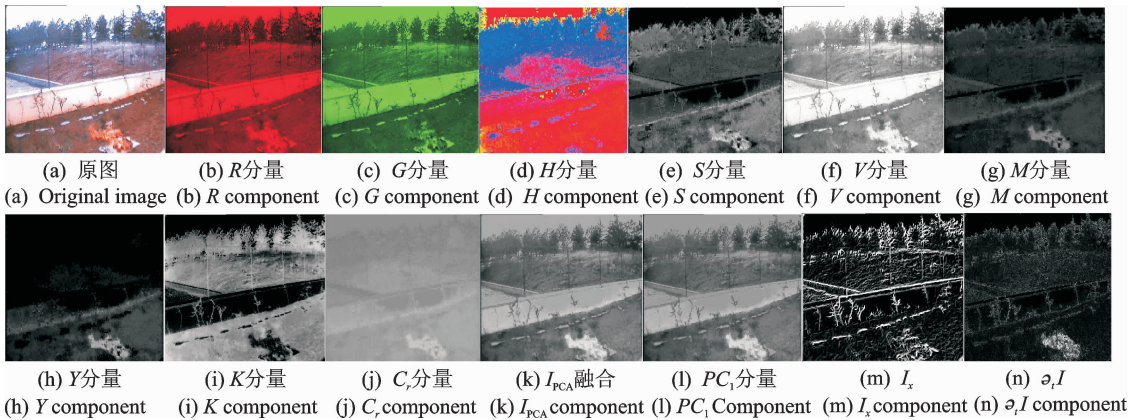 (a) 原图 (b) R分量 (c) G分量 (d) H分量 (e) S分量 (f) V分量 (g) M分量
(a) Original image (b) R component (c) G component (d) H component (e) S component (f) V component (g) M component
(h) Y分量 (i) K分量 (j) Cr分量 (k) IPCA融合 (l) PC1分量 (m) Ix (n) ∂tI
(h) Y component (i) K component (j) Cr component (k) IPCA component (l) PC1 Component (m) Ix component (n) ∂tI component